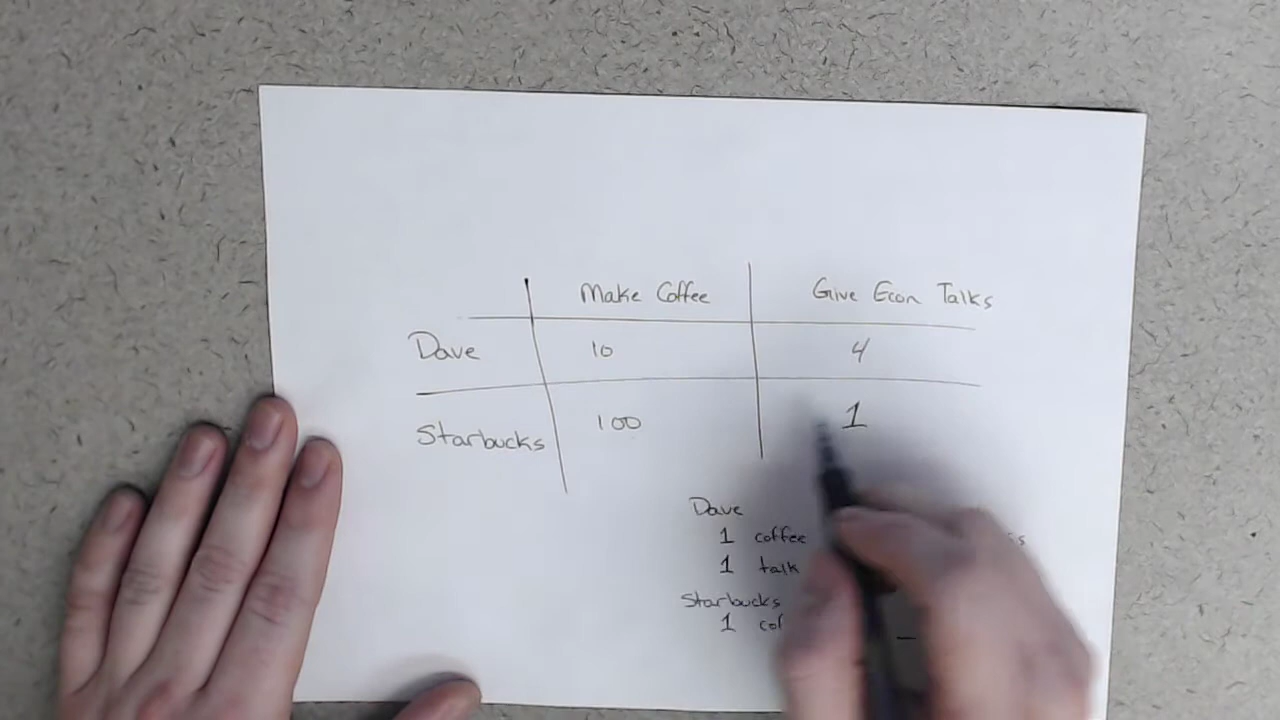 Make Coffee Give Econ Talks
Dave 10 4
Starbucks 100 1
Dave
1 coffee
1 talk
Starbucks
1